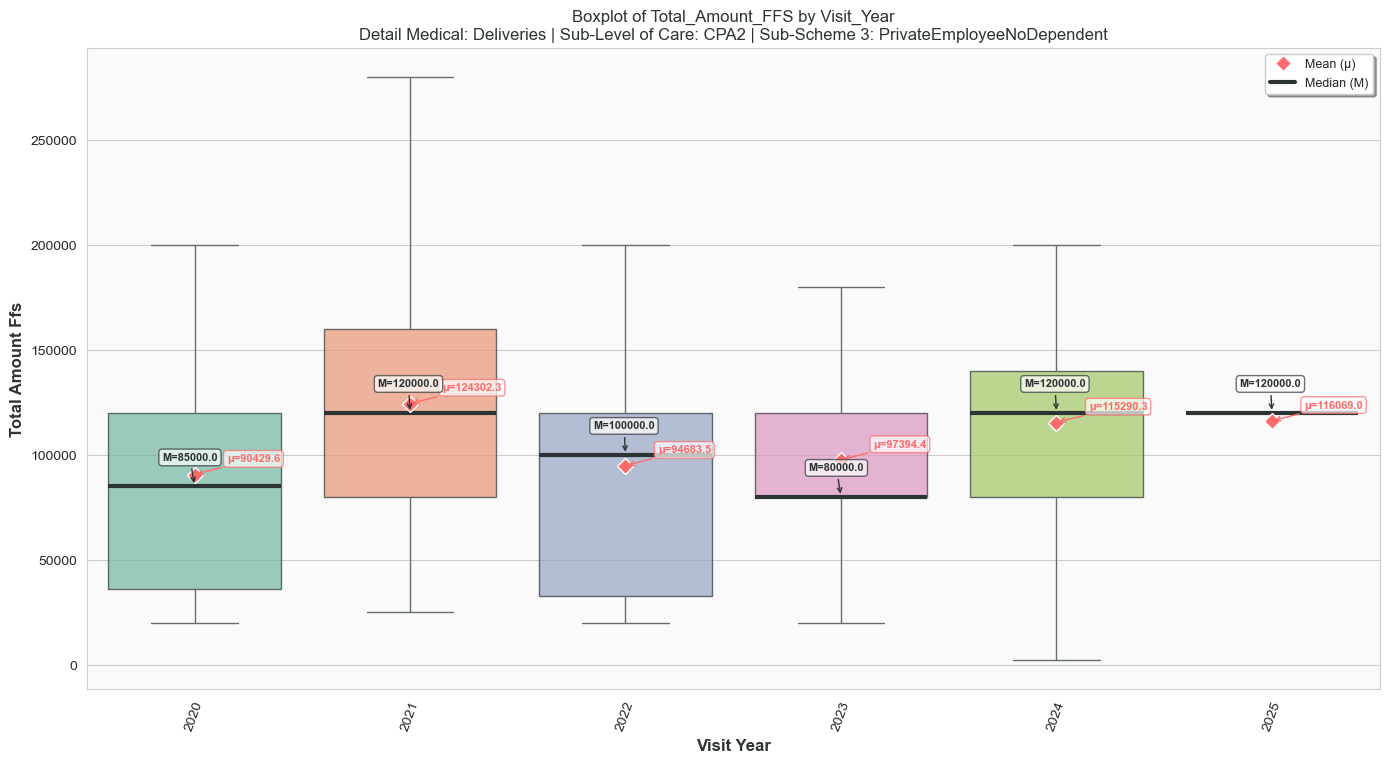 Boxplot of Total_Amount_FFS by Visit_Year
Detail Medical: Deliveries | Sub-Level of Care: CPA2 | Sub-Scheme 3: PrivateEmployeeNoDependent
Mean (μ)
Median (M)
Total Amount Ffs
250000
200000
150000
100000
50000
0
M=85000.0
μ=90429.6
M=120000.0
μ=124302.3
M=100000.0
μ=94683.5
μ=97394.4
M=80000.0
M=120000.0
μ=115290.3
M=120000.0
μ=116069.0
2020
2021
2022
2023
2024
2025
Visit Year